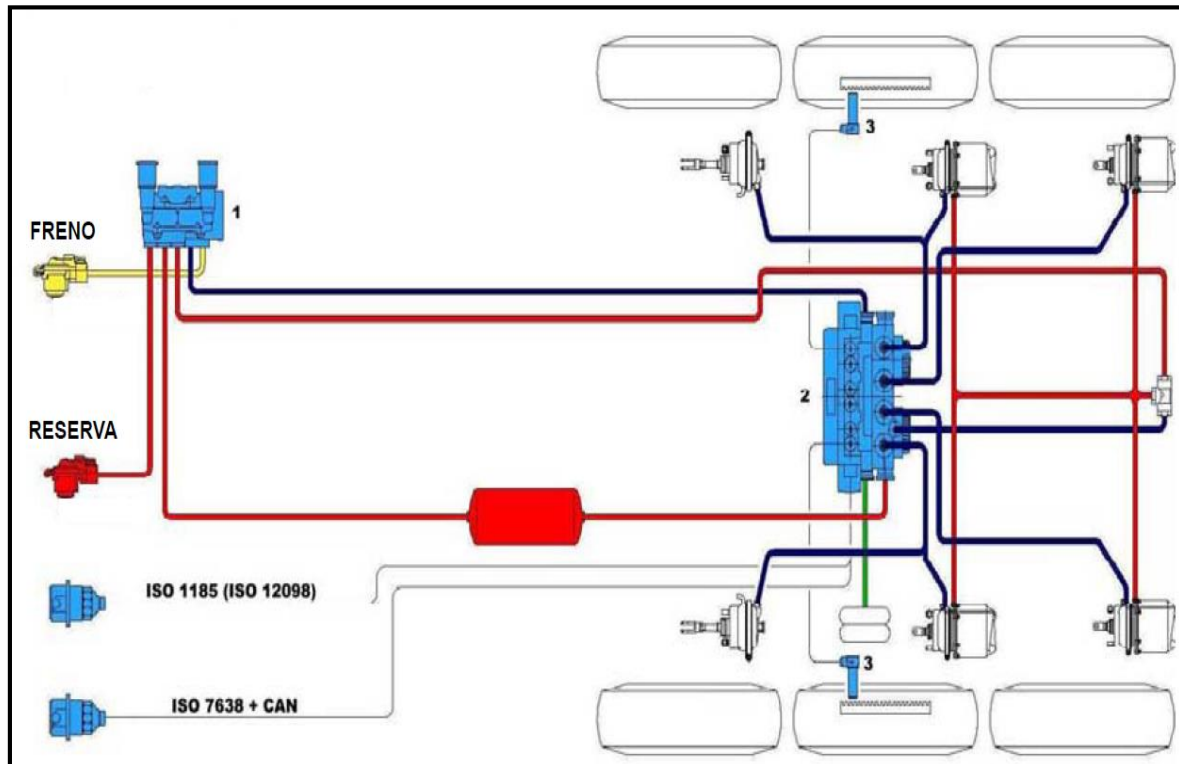 3
1
FRENO
2
RESERVA
ISO 1185 (ISO 12098)
3
ISO 7638 + CAN